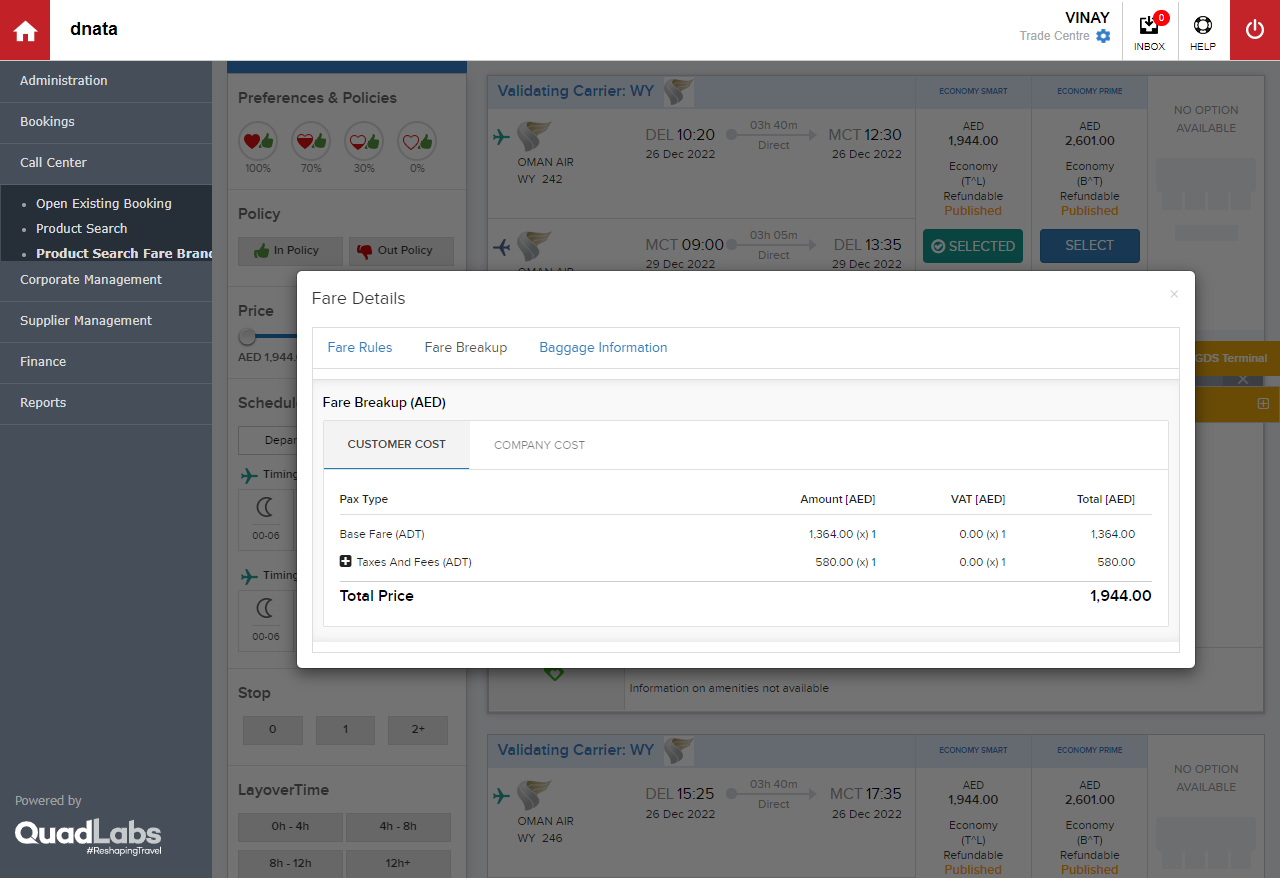 dnata
VINAY
Trade Centre
0
INBOX
HELP
Administration
Bookings
Call Center
Open Existing Booking
Product Search
Product Search Fare Brand
Corporate Management
Supplier Management
Finance
Reports
Powered by
QuadLabs
#ReshapingTravel
Preferences & Policies
100% 70% 30% 0%
Policy
In Policy Out Policy
Price
AED 1,944.
Schedul
Depar
Timing
00-06
Timing
00-06
Stop
0 1 2+
LayoverTime
0h - 4h 4h - 8h
8h - 12h 12h+
Validating Carrier: WY
ECONOMY SMART ECONOMY PRIME
NO OPTION
AVAILABLE
OMAN AIR
WY 242
DEL 10:20
26 Dec 2022
03h 40m
Direct
MCT 12:30
26 Dec 2022
AED
1,944.00
Economy
(T^L)
Refundable
Published
AED
2,601.00
Economy
(B^T)
Refundable
Published
OMAN AIR
MCT 09:00
29 Dec 2022
03h 05m
Direct
DEL 13:35
29 Dec 2022
SELECTED
SELECT
GDS Terminal
Fare Details
×
Fare Rules Fare Breakup Baggage Information
Fare Breakup (AED)
CUSTOMER COST COMPANY COST
Pax Type Amount [AED] VAT [AED] Total [AED]
Base Fare (ADT) 1,364.00 (x) 1 0.00 (x) 1 1,364.00
Taxes And Fees (ADT) 580.00 (x) 1 0.00 (x) 1 580.00
Total Price 1,944.00
Information on amenities not available
Validating Carrier: WY
ECONOMY SMART ECONOMY PRIME
NO OPTION
AVAILABLE
OMAN AIR
WY 246
DEL 15:25
26 Dec 2022
03h 40m
Direct
MCT 17:35
26 Dec 2022
AED
1,944.00
Economy
(T^L)
Refundable
Published
AED
2,601.00
Economy
(B^T)
Refundable
Published